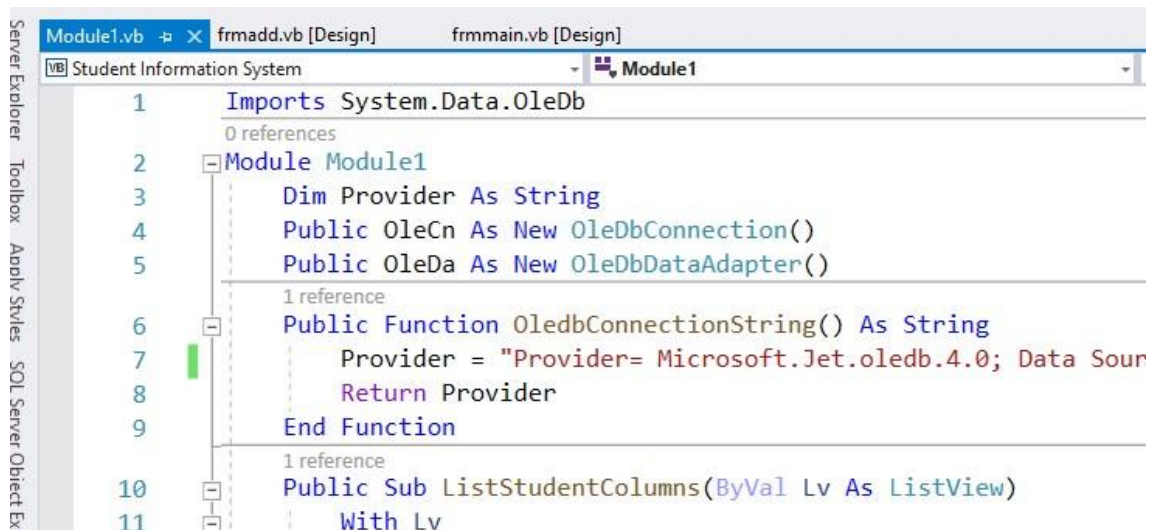 Server Explorer
Toolbox
Apply Styles
SQL Server Object Ex
Module1.vb
frmadd.vb [Design]
frmmain.vb [Design]
VB Student Information System
Module1
1 Imports System.Data.OleDb
0 references
2 Module Module1
3 Dim Provider As String
4 Public OleCn As New OleDbConnection()
5 Public OleDa As New OleDbDataAdapter()
1 reference
6 Public Function OledbConnectionString() As String
7 Provider = "Provider= Microsoft.Jet.oledb.4.0; Data Sour
8 Return Provider
9 End Function
1 reference
10 Public Sub ListStudentColumns(ByVal Lv As ListView)
11 With Lv